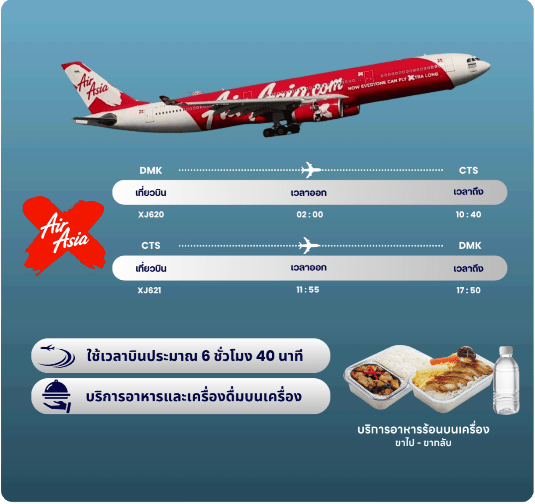 Air Asia
AirAsia.com
NOW EVERYONE CAN FLY XTRA LONG
DMK CTS
เที่ยวบิน เวลาออก เวลาถึง
XJ620 02 : 00 10 : 40
Air Asia
CTS DMK
เที่ยวบิน เวลาออก เวลาถึง
XJ621 11 : 55 17 : 50
ใช้เวลาบินประมาณ 6 ชั่วโมง 40 นาที
บริการอาหารและเครื่องดื่มบนเครื่อง
บริการอาหารร้อนบนเครื่อง
ขาไป - ขากลับ